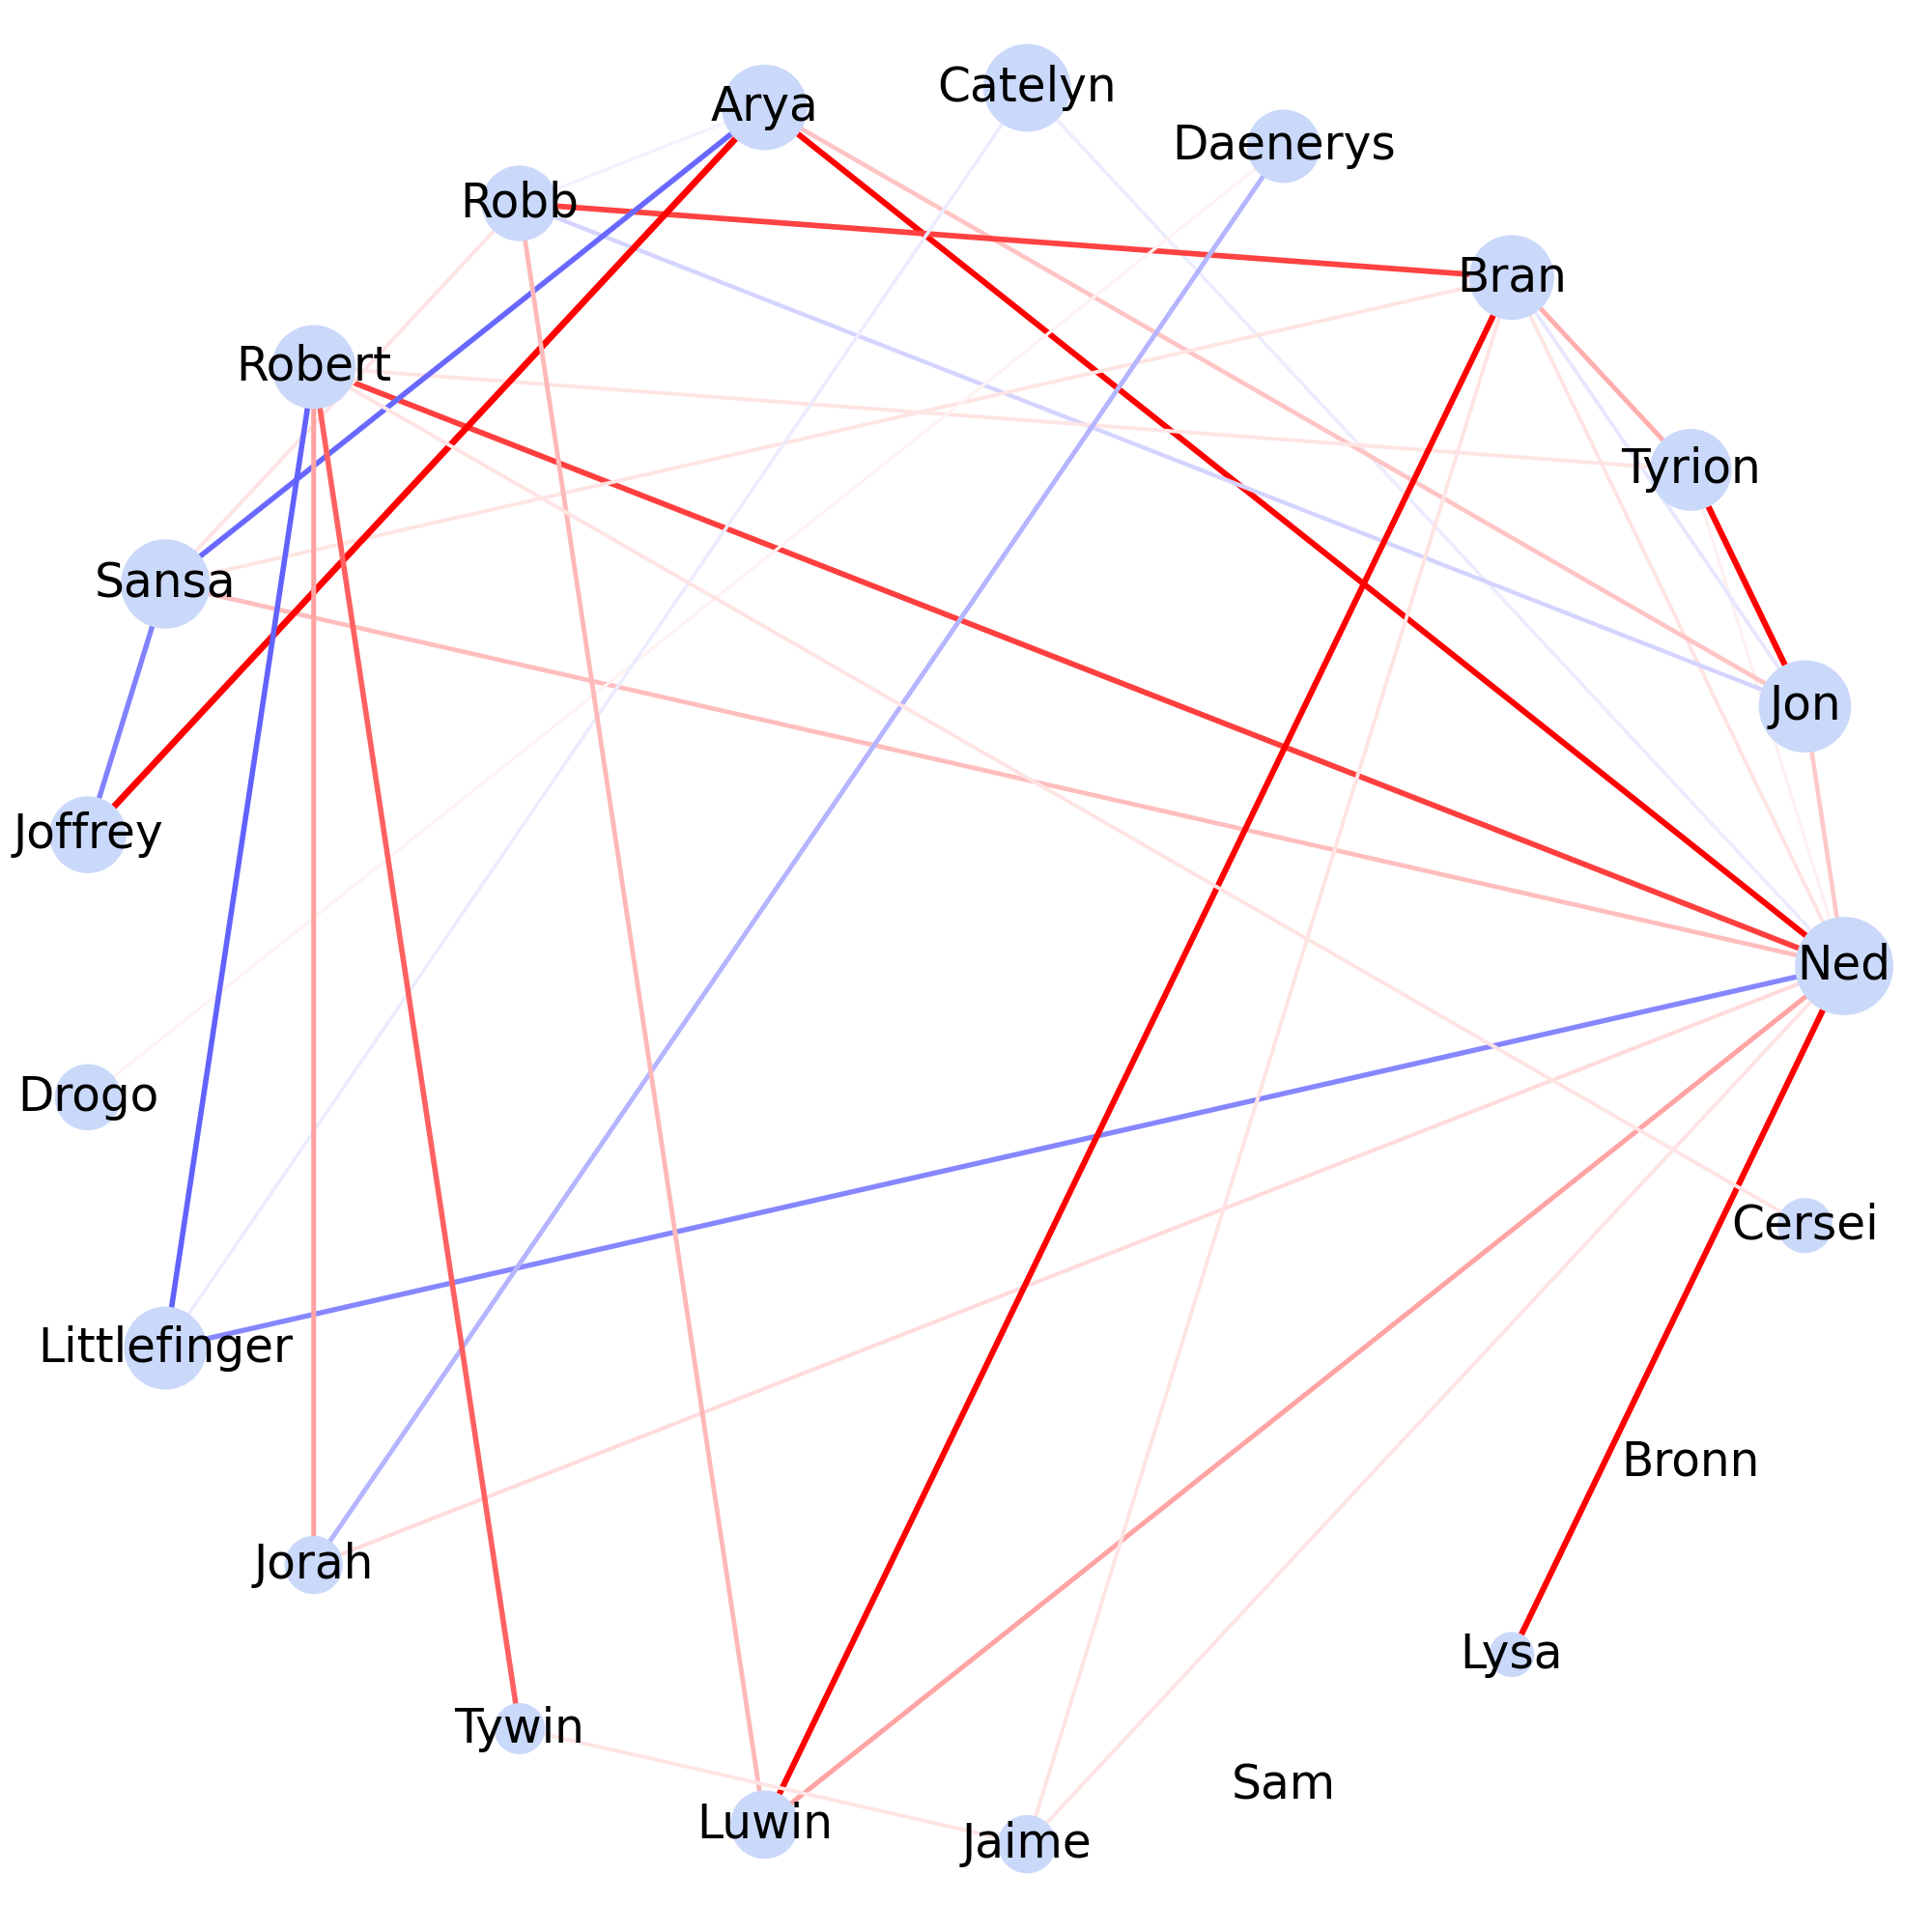 Catelyn
Arya
Daenerys
Robb
Bran
Robert
Tyrion
Sansa
Jon
Joffrey
Ned
Drogo
Cersei
Littlefinger
Bronn
Jorah
Lysa
Tywin
Sam
Luwin
Jaime